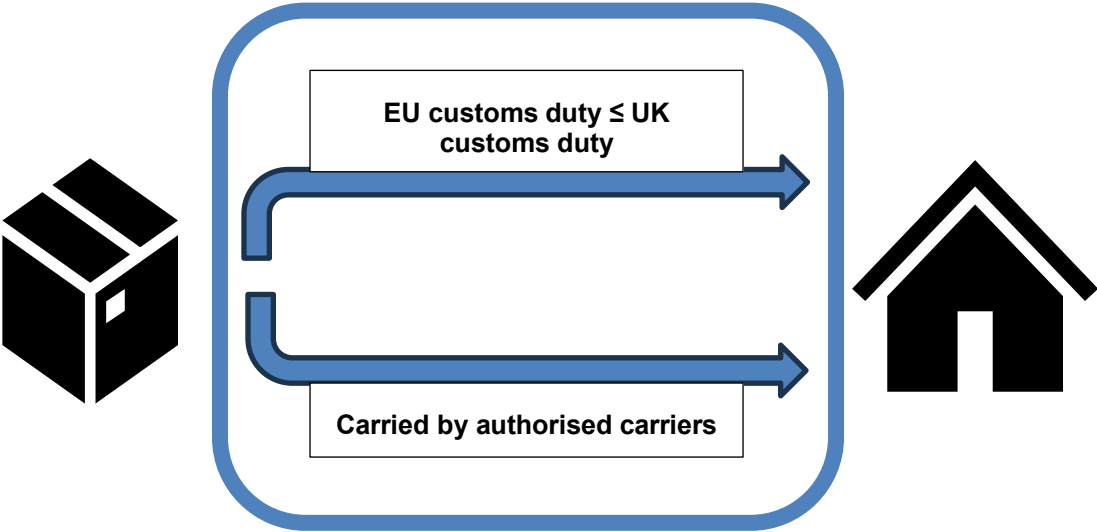 EU customs duty ≤ UK
customs duty
Carried by authorised carriers